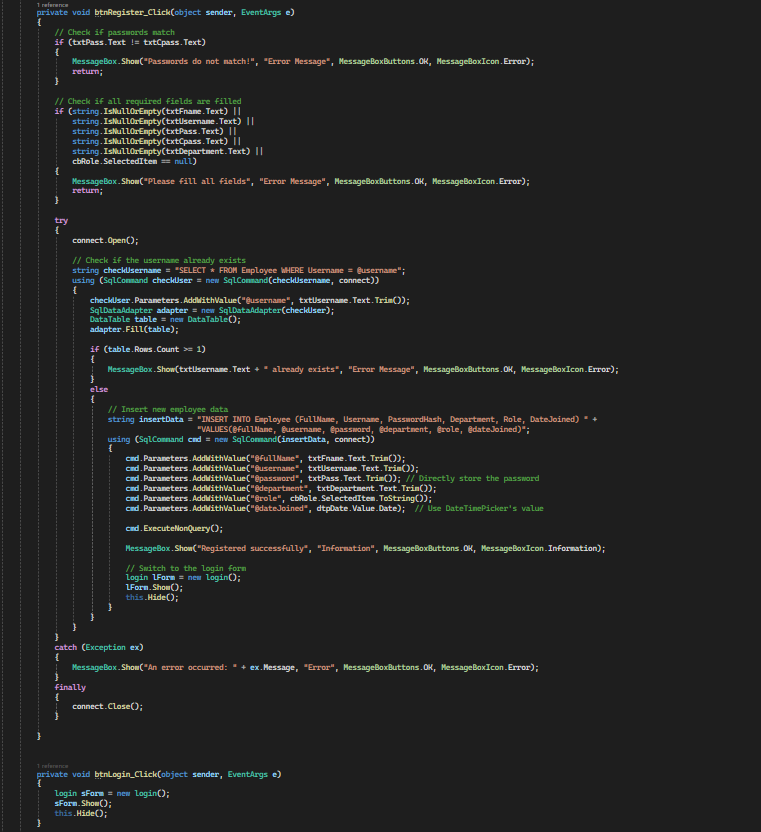 1 reference
private void btnRegister_Click(object sender, EventArgs e)
{
// Check if passwords match
if (txtPass.Text != txtCpass.Text)
{
MessageBox.Show("Passwords do not match!", "Error Message", MessageBoxButtons.OK, MessageBoxIcon.Error);
return;
}
// Check if all required fields are filled
if (string.IsNullOrEmpty(txtFname.Text) ||
string.IsNullOrEmpty(txtUsername.Text) ||
string.IsNullOrEmpty(txtPass.Text) ||
string.IsNullOrEmpty(txtCpass.Text) ||
string.IsNullOrEmpty(txtDepartment.Text) ||
cbRole.SelectedItem == null)
{
MessageBox.Show("Please fill all fields", "Error Message", MessageBoxButtons.OK, MessageBoxIcon.Error);
return;
}
try
{
connect.Open();
// Check if the username already exists
string checkUsername = "SELECT * FROM Employee WHERE Username = @username";
using (SqlCommand checkUser = new SqlCommand(checkUsername, connect))
{
checkUser.Parameters.AddWithValue("@username", txtUsername.Text.Trim());
SqlDataAdapter adapter = new SqlDataAdapter(checkUser);
DataTable table = new DataTable();
adapter.Fill(table);
if (table.Rows.Count >= 1)
{
MessageBox.Show(txtUsername.Text + " already exists", "Error Message", MessageBoxButtons.OK, MessageBoxIcon.Error);
}
else
{
// Insert new employee data
string insertData = "INSERT INTO Employee (FullName, Username, PasswordHash, Department, Role, DateJoined) " +
"VALUES(@fullName, @username, @password, @department, @role, @dateJoined)";
using (SqlCommand cmd = new SqlCommand(insertData, connect))
{
cmd.Parameters.AddWithValue("@fullName", txtFname.Text.Trim());
cmd.Parameters.AddWithValue("@username", txtUsername.Text.Trim());
cmd.Parameters.AddWithValue("@password", txtPass.Text.Trim()); // Directly store the password
cmd.Parameters.AddWithValue("@department", txtDepartment.Text.Trim());
cmd.Parameters.AddWithValue("@role", cbRole.SelectedItem.ToString());
cmd.Parameters.AddWithValue("@dateJoined", dtpDate.Value.Date);  // Use DateTimePicker's value
cmd.ExecuteNonQuery();
MessageBox.Show("Registered successfully", "Information", MessageBoxButtons.OK, MessageBoxIcon.Information);
// Switch to the login form
login lForm = new login();
lForm.Show();
this.Hide();
}
}
}
}
catch (Exception ex)
{
MessageBox.Show("An error occurred: " + ex.Message, "Error", MessageBoxButtons.OK, MessageBoxIcon.Error);
}
finally
{
connect.Close();
}
}
1 reference
private void btnLogin_Click(object sender, EventArgs e)
{
login sForm = new login();
sForm.Show();
this.Hide();
}